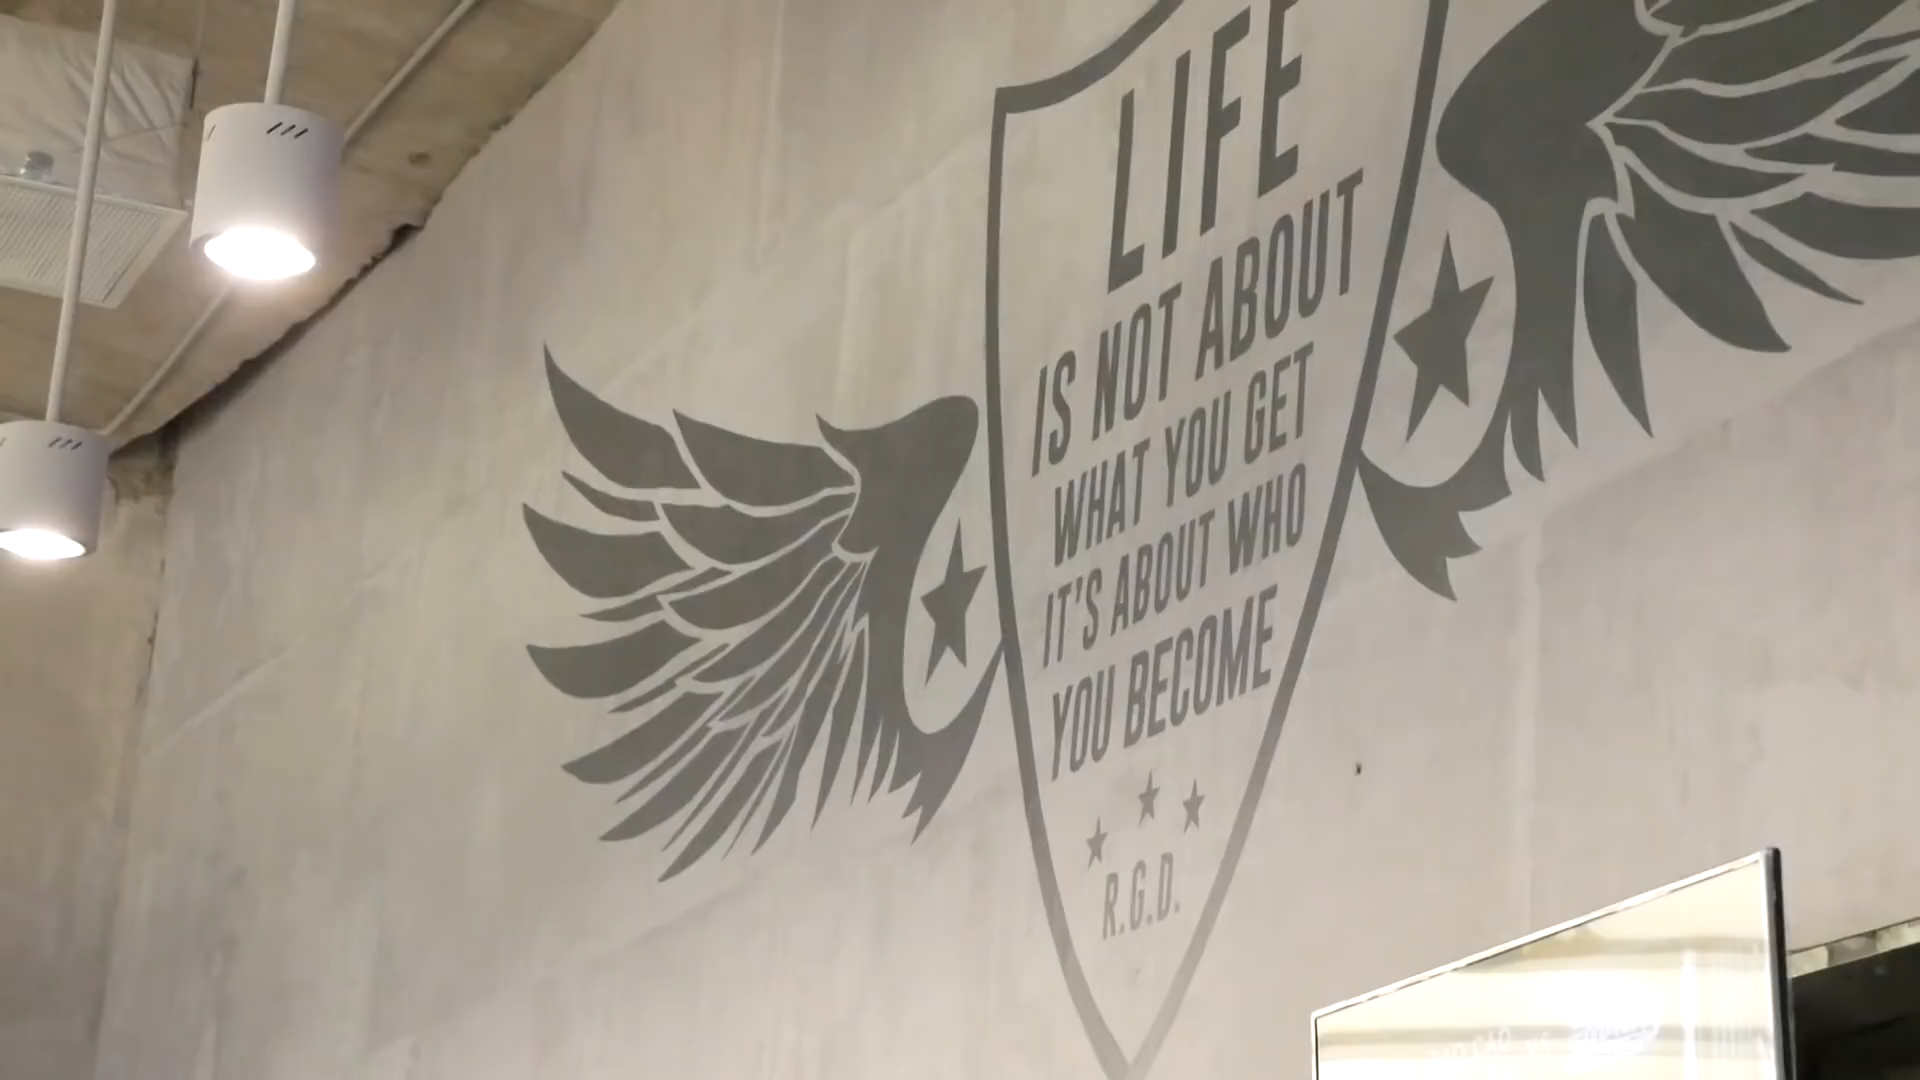 LIFE
IS NOT ABOUT
WHAT YOU GET
IT'S ABOUT WHO
YOU BECOME
R.G.D.